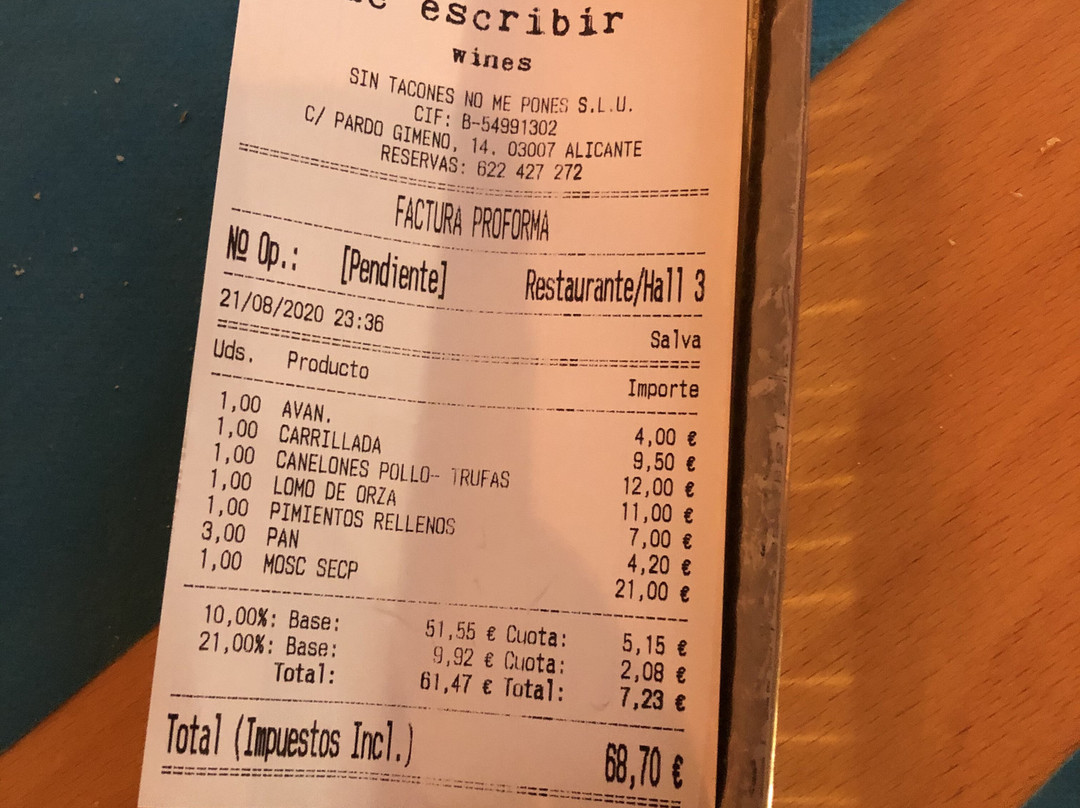 escribir
wines
SIN TACONES NO ME PONES S.L.U.
CIF: B-54991302
C/ PARDO GIMENO, 14. 03007 ALICANTE
RESERVAS: 622 427 272
FACTURA PROFORMA
Nº Op.: [Pendiente] Restaurante/Hall 3
21/08/2020 23:36 Salva
Uds. Producto Importe
1,00 AVAN. 4,00 €
1,00 CARRILLADA 9,50 €
1,00 CANELONES POLLO- TRUFAS 12,00 €
1,00 LOMO DE ORZA 11,00 €
1,00 PIMIENTOS RELLENOS 7,00 €
3,00 PAN 4,20 €
1,00 MOSC SECP 21,00 €
10,00%: Base: 51,55 € Cuota: 5,15 €
21,00%: Base: 9,92 € Cuota: 2,08 €
Total: 61,47 € Total: 7,23 €
Total (Impuestos Incl.) 68,70 €